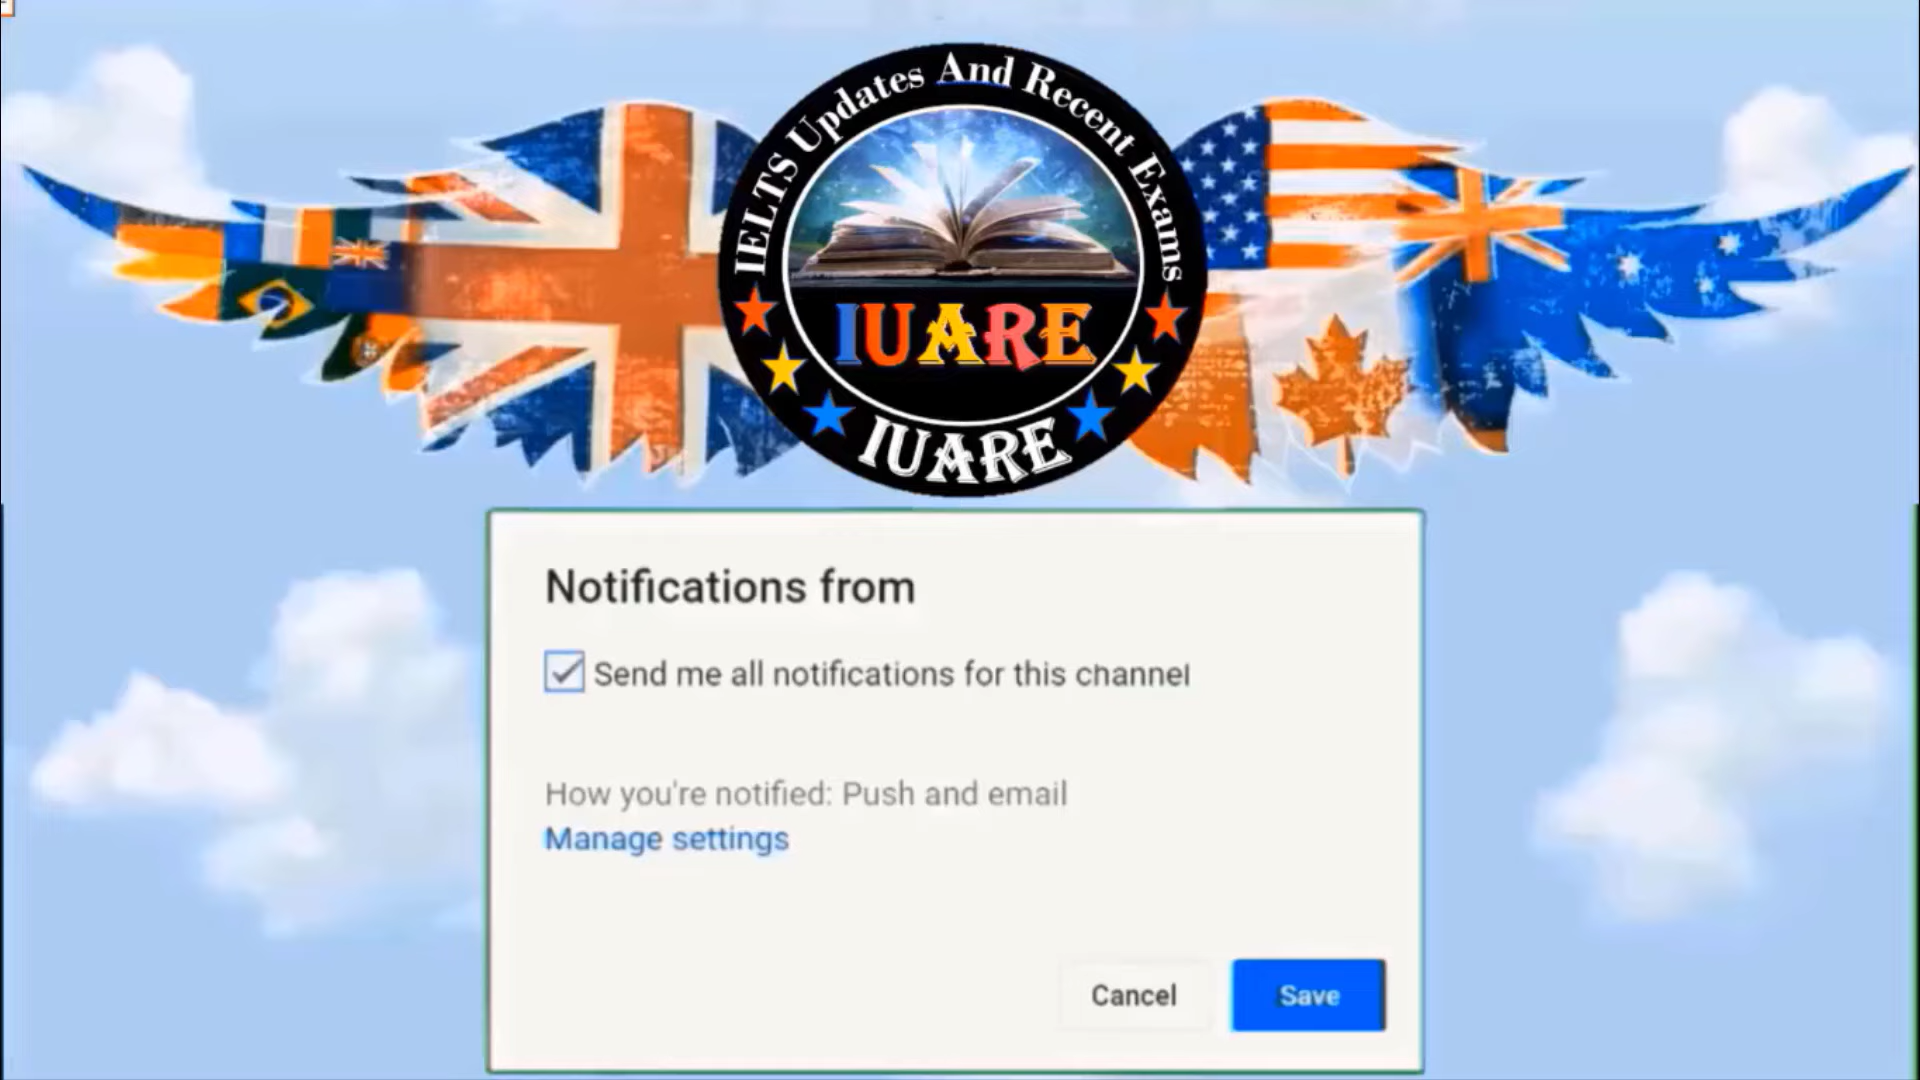 IELTS Updates And Recent Exams
IUARE
IUARE
Notifications from
Send me all notifications for this channel
How you're notified: Push and email
Manage settings
Cancel
Save